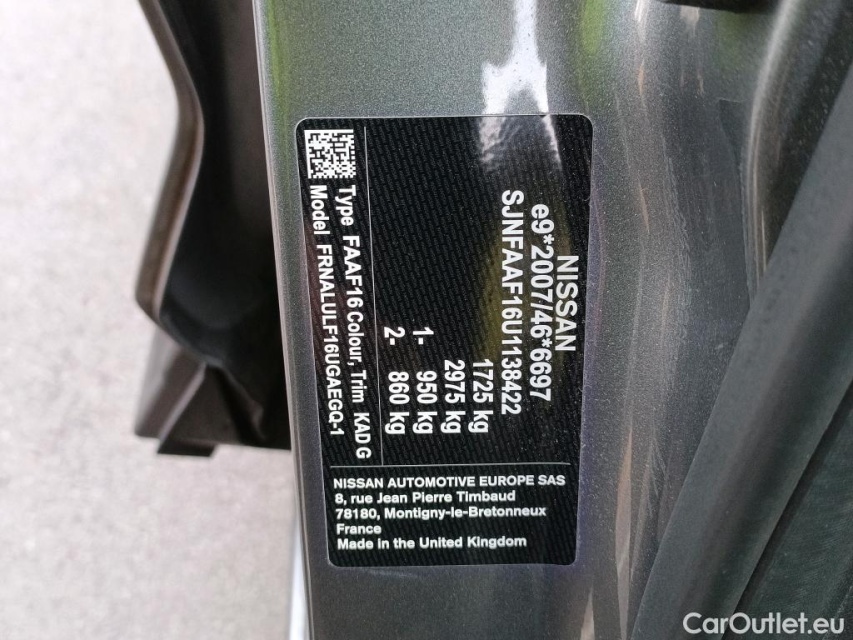 NISSAN
e9*2007/46*6697
SJNFAAF16U1138422
1725 kg
2975 kg
1- 950 kg
2- 860 kg
Type FAAF16 Colour, Trim KAD G
Model FRNALULF16UGAEGQ-1
NISSAN AUTOMOTIVE EUROPE SAS
8, rue Jean Pierre Timbaud
78180, Montigny-le-Bretonneux
France
Made in the United Kingdom
CarOutlet.eu